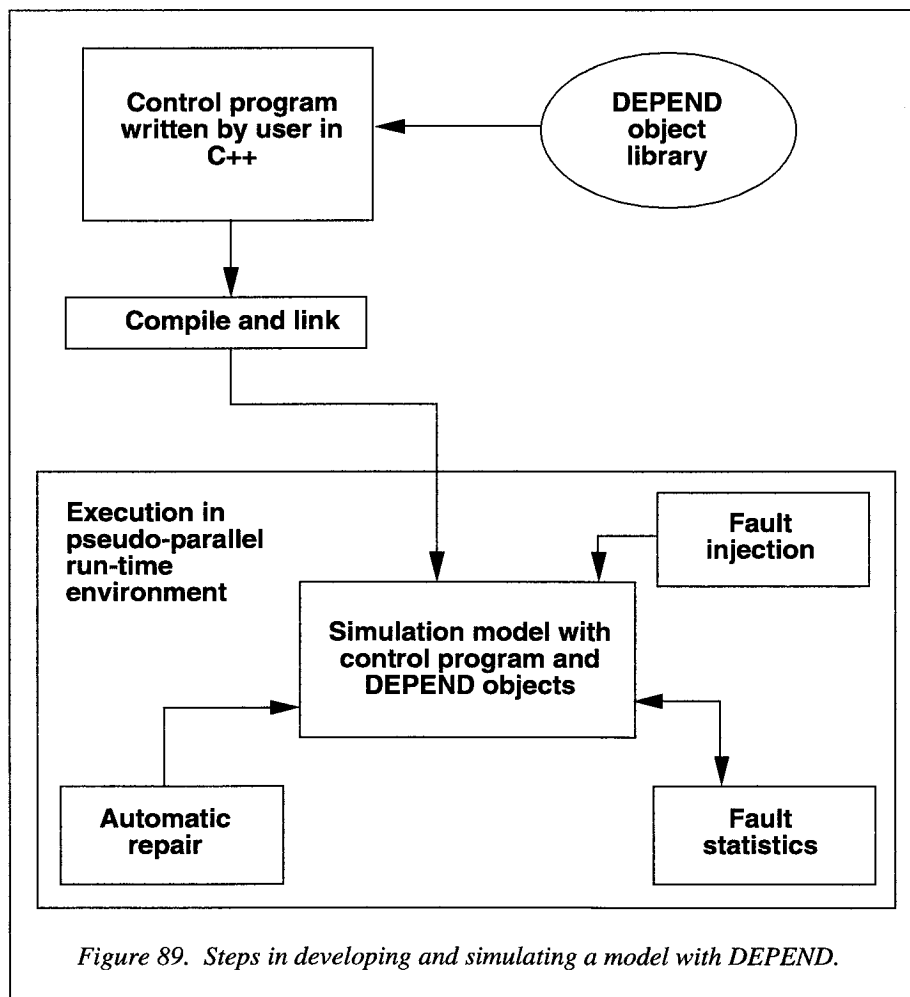 Control program
written by user in
C++
DEPEND
object
library
Compile and link
Execution in
pseudo-parallel
run-time
environment
Fault
injection
Simulation model with
control program and
DEPEND objects
Automatic
repair
Fault
statistics
Figure 89. Steps in developing and simulating a model with DEPEND.